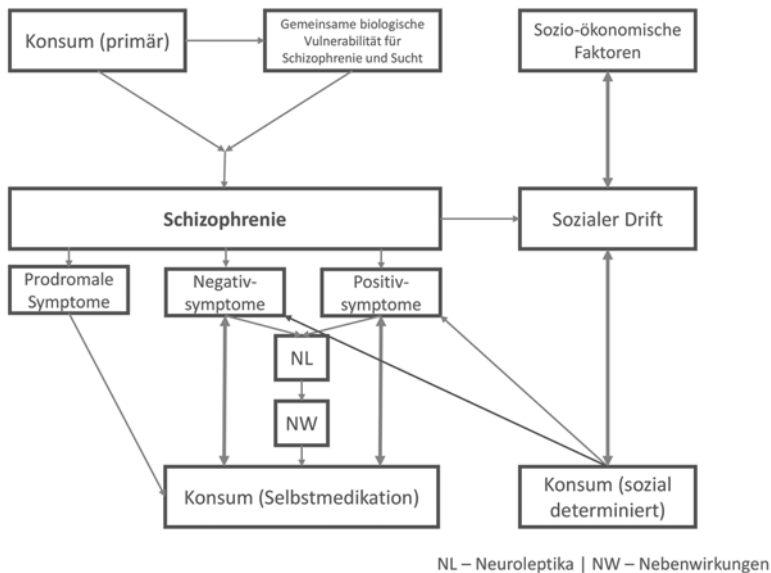 Konsum (primär)
Gemeinsame biologische
Vulnerabilität für
Schizophrenie und Sucht
Sozio-ökonomische
Faktoren
Schizophrenie
Sozialer Drift
Prodromale
Symptome
Negativ-
symptome
Positiv-
symptome
NL
NW
Konsum (Selbstmedikation)
Konsum (sozial
determiniert)
NL – Neuroleptika | NW – Nebenwirkungen